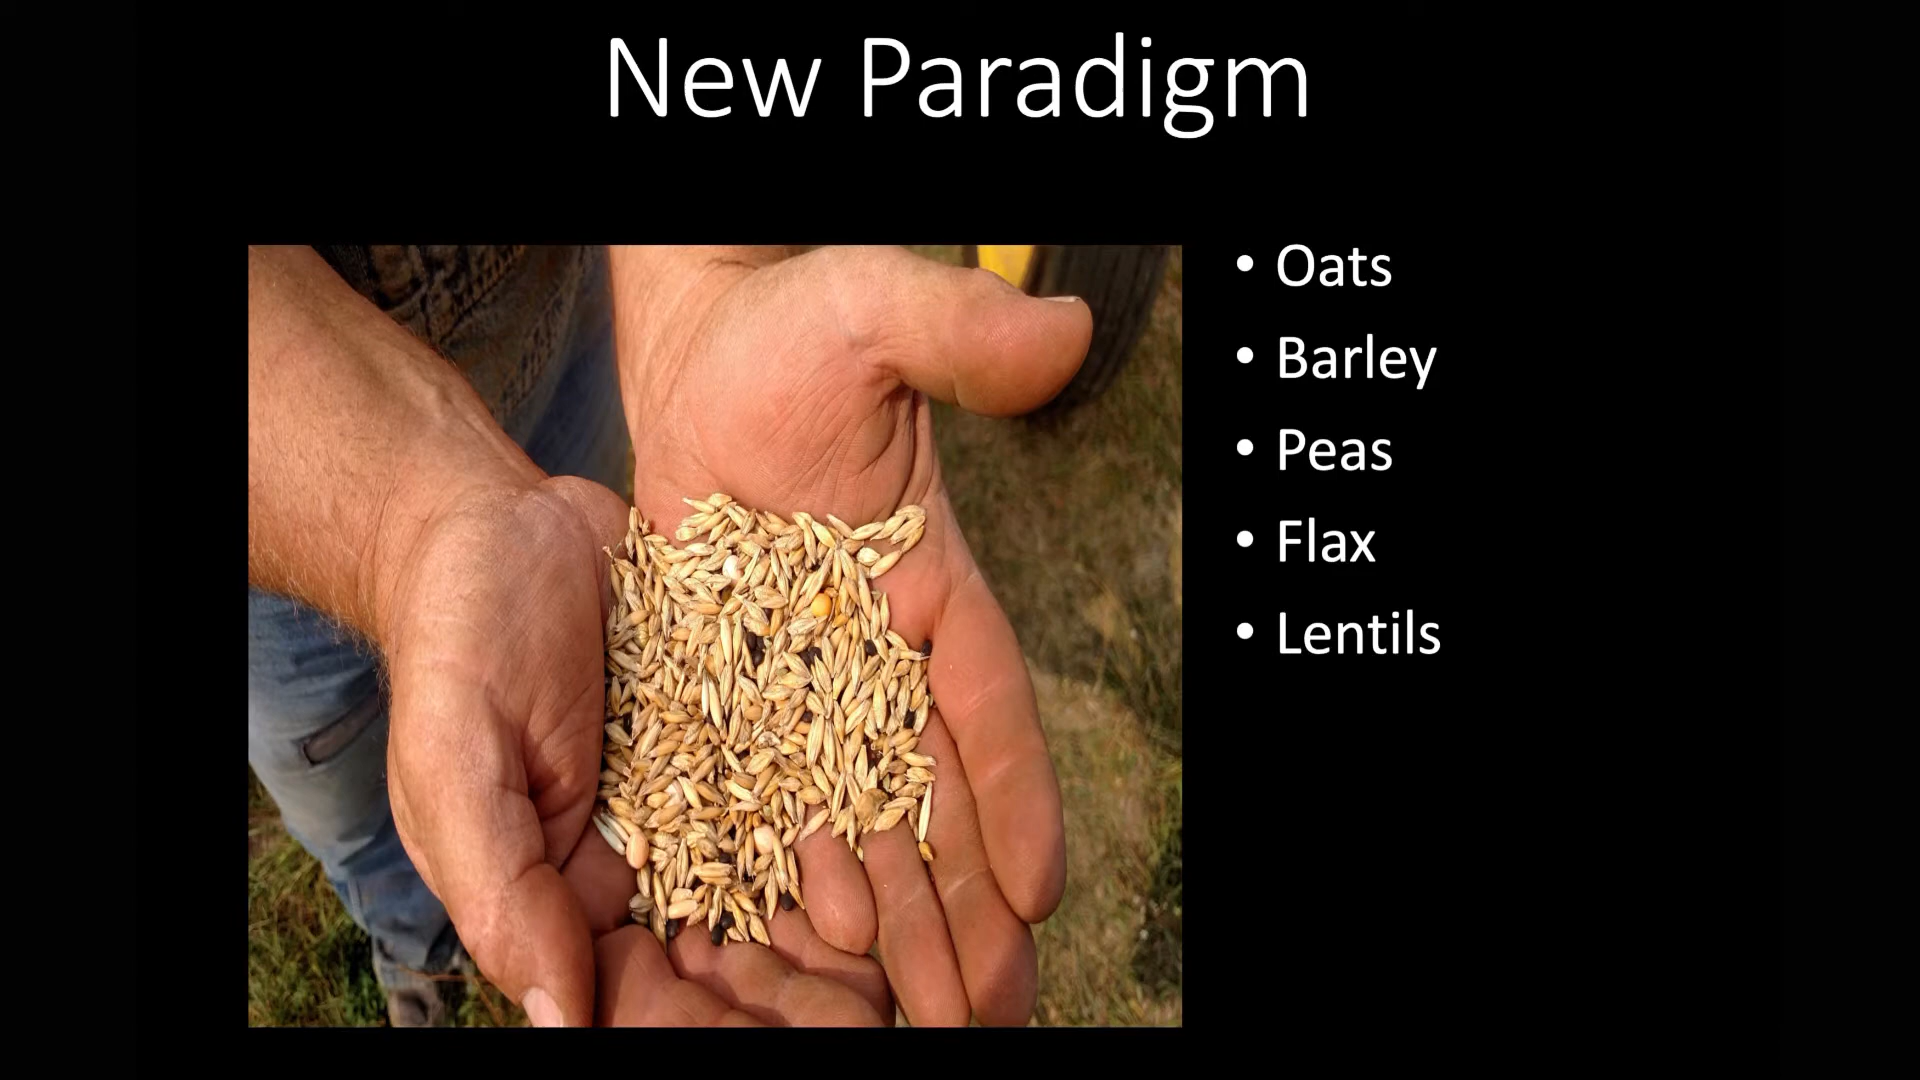 New Paradigm
• Oats
• Barley
• Peas
• Flax
• Lentils